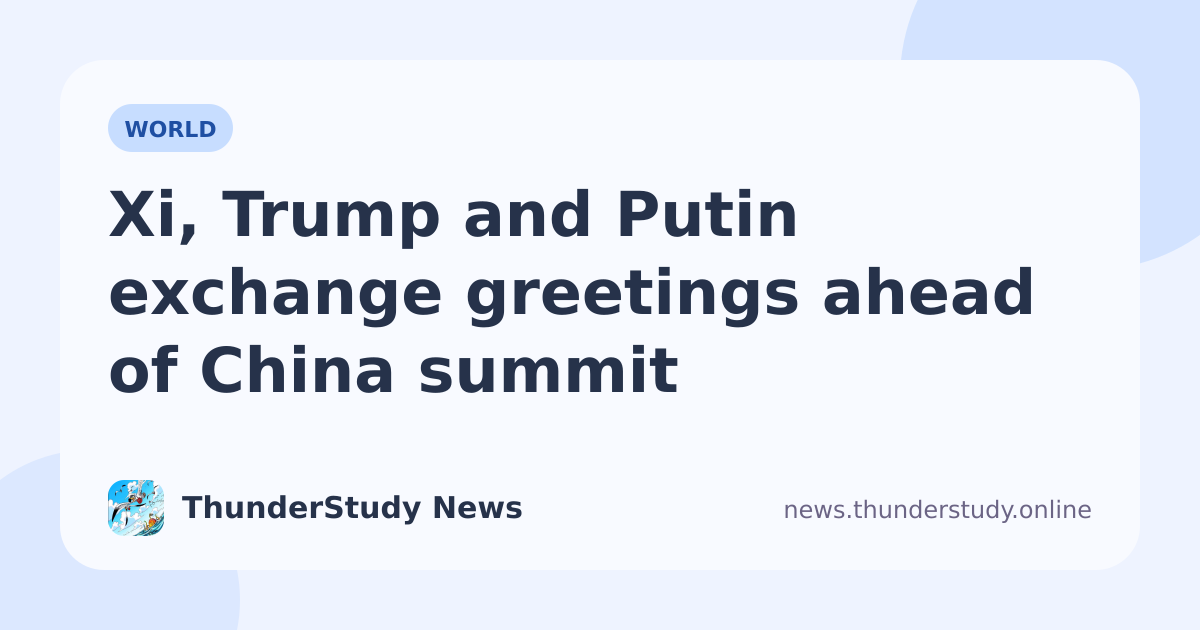 WORLD
Xi, Trump and Putin
exchange greetings ahead
of China summit
ThunderStudy News
news.thunderstudy.online